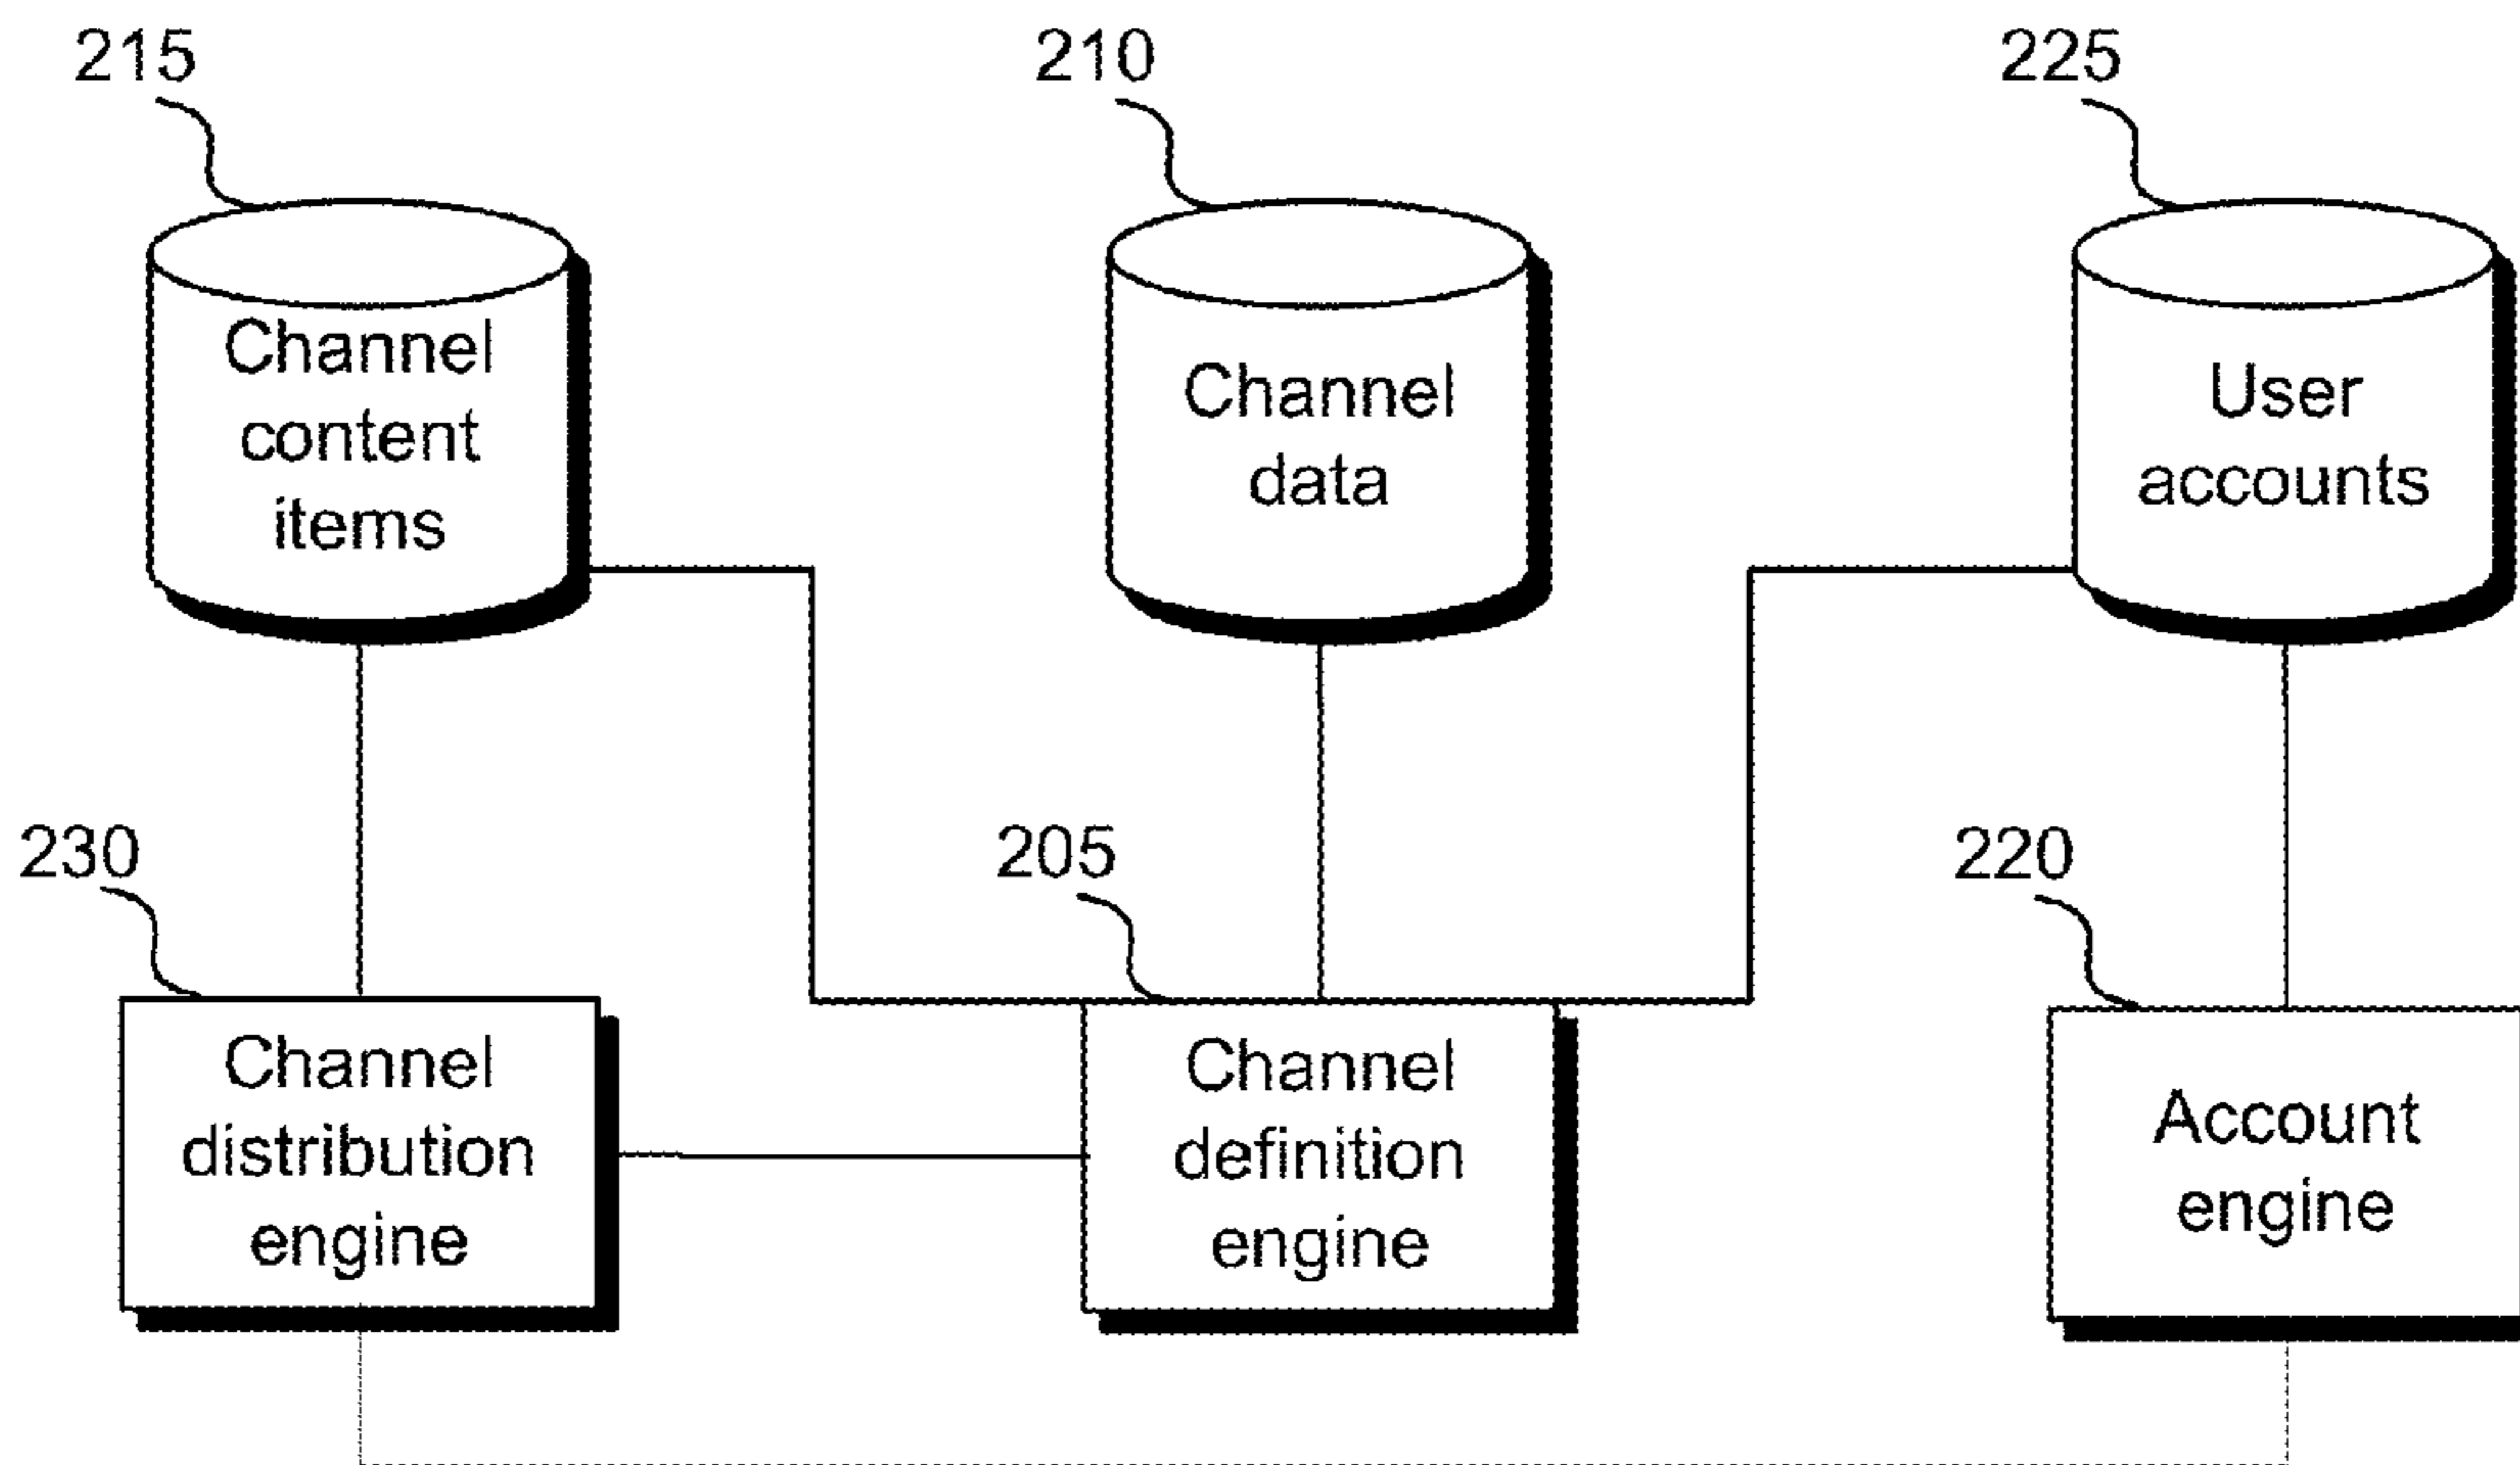 215
210
225
Channel
content
items
Channel
data
User
accounts
230
205
220
Channel
distribution
engine
Channel
definition
engine
Account
engine